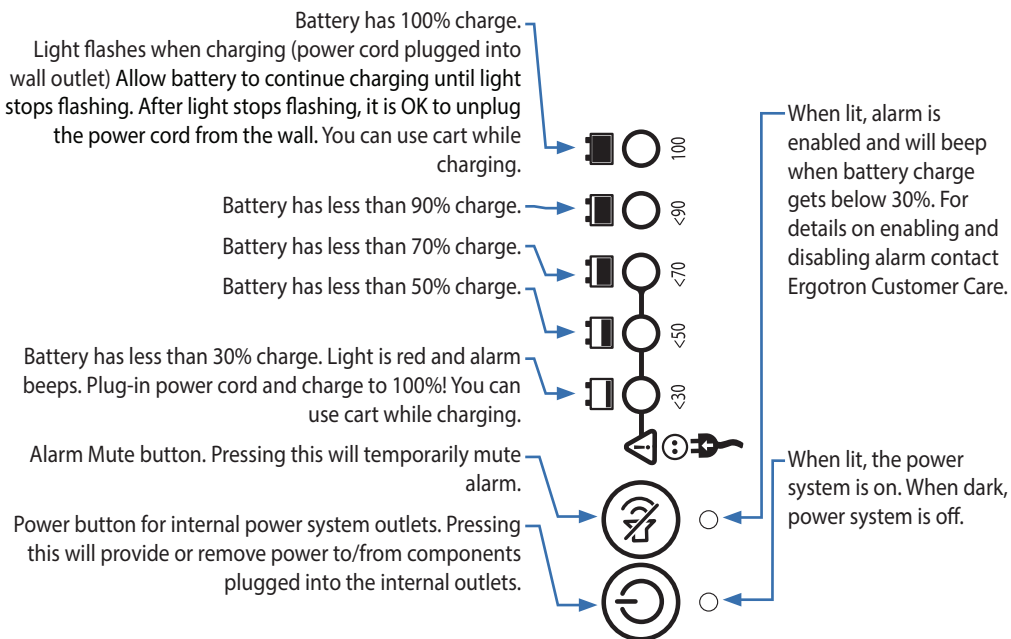 Battery has 100% charge.
Light flashes when charging (power cord plugged into
wall outlet) Allow battery to continue charging until light
stops flashing. After light stops flashing, it is OK to unplug
the power cord from the wall. You can use cart while
charging.
100
Battery has less than 90% charge.
<90
Battery has less than 70% charge.
<70
Battery has less than 50% charge.
<50
Battery has less than 30% charge. Light is red and alarm
beeps. Plug-in power cord and charge to 100%! You can
use cart while charging.
<30
!
Alarm Mute button. Pressing this will temporarily mute
alarm.
Power button for internal power system outlets. Pressing
this will provide or remove power to/from components
plugged into the internal outlets.
When lit, alarm is
enabled and will beep
when battery charge
gets below 30%. For
details on enabling and
disabling alarm contact
Ergotron Customer Care.
When lit, the power
system is on. When dark,
power system is off.